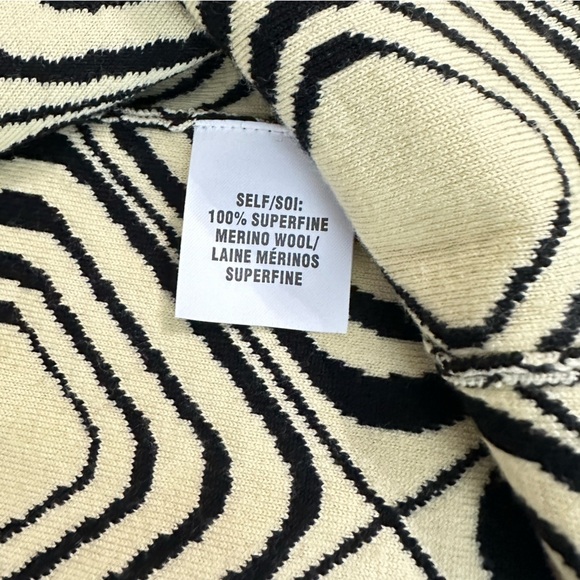 SELF/SOI:
100% SUPERFINE
MERINO WOOL/
LAINE MÉRINOS
SUPERFINE